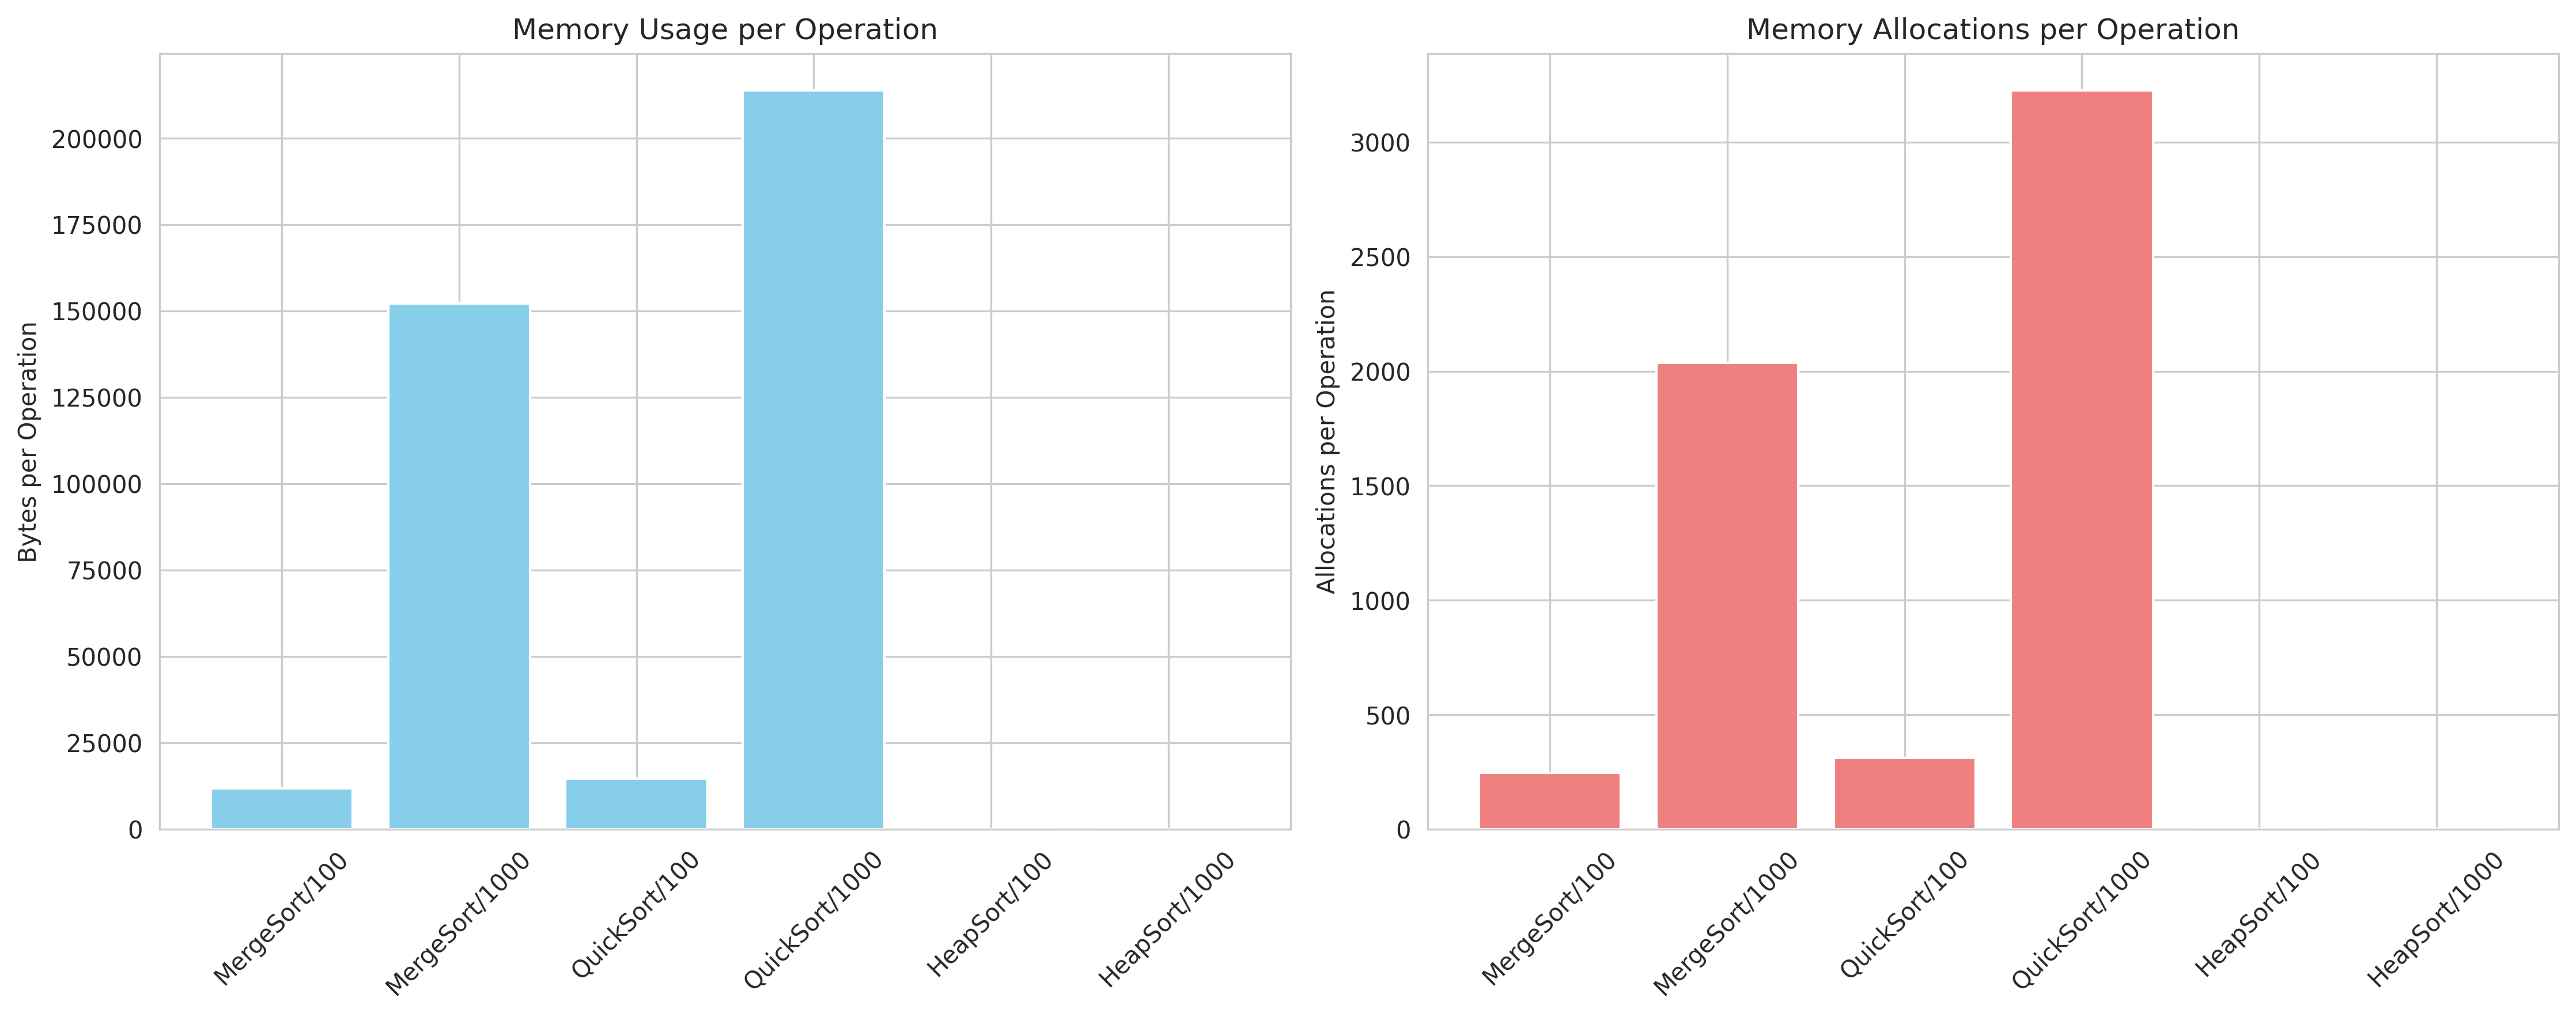 Memory Usage per Operation
Bytes per Operation
200000
175000
150000
125000
100000
75000
50000
25000
0
MergeSort/100
MergeSort/1000
QuickSort/100
QuickSort/1000
HeapSort/100
HeapSort/1000
Memory Allocations per Operation
Allocations per Operation
3000
2500
2000
1500
1000
500
0
MergeSort/100
MergeSort/1000
QuickSort/100
QuickSort/1000
HeapSort/100
HeapSort/1000